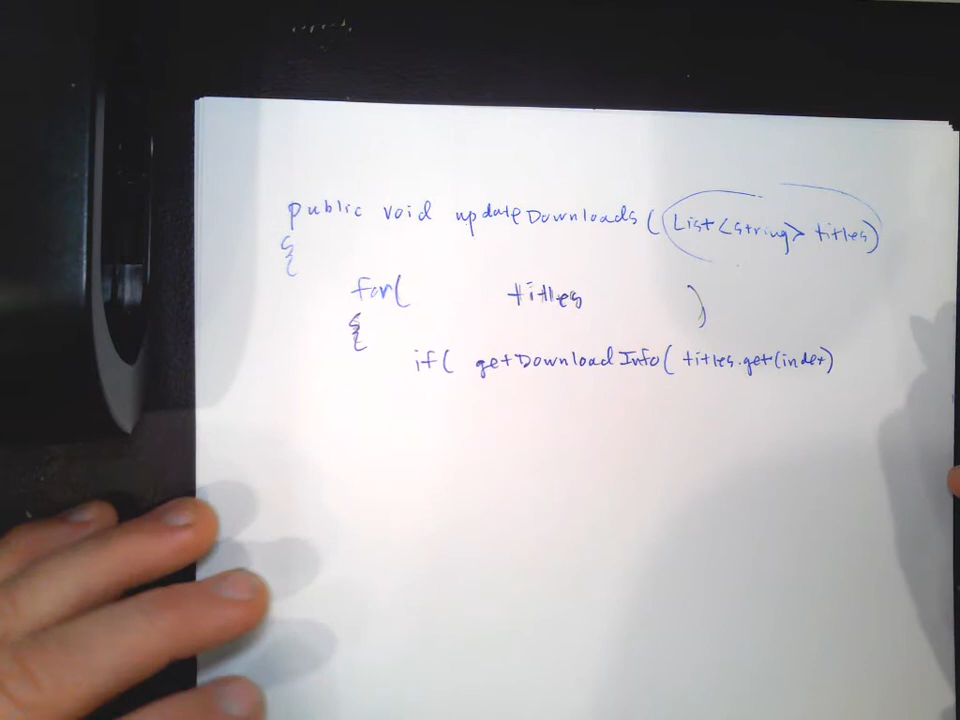 public void updateDownloads (List<string> titles)
{
for( titles )
{
if( getDownloadInfo( titles.get(index)